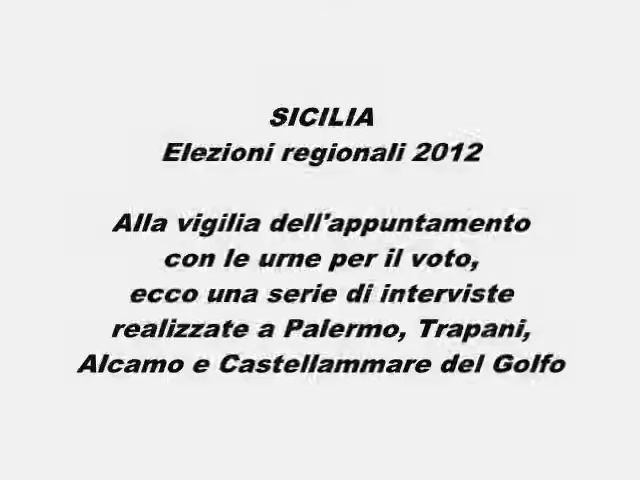 SICILIA
Elezioni regionali 2012
Alla vigilia dell'appuntamento
con le urne per il voto,
ecco una serie di interviste
realizzate a Palermo, Trapani,
Alcamo e Castellammare del Golfo